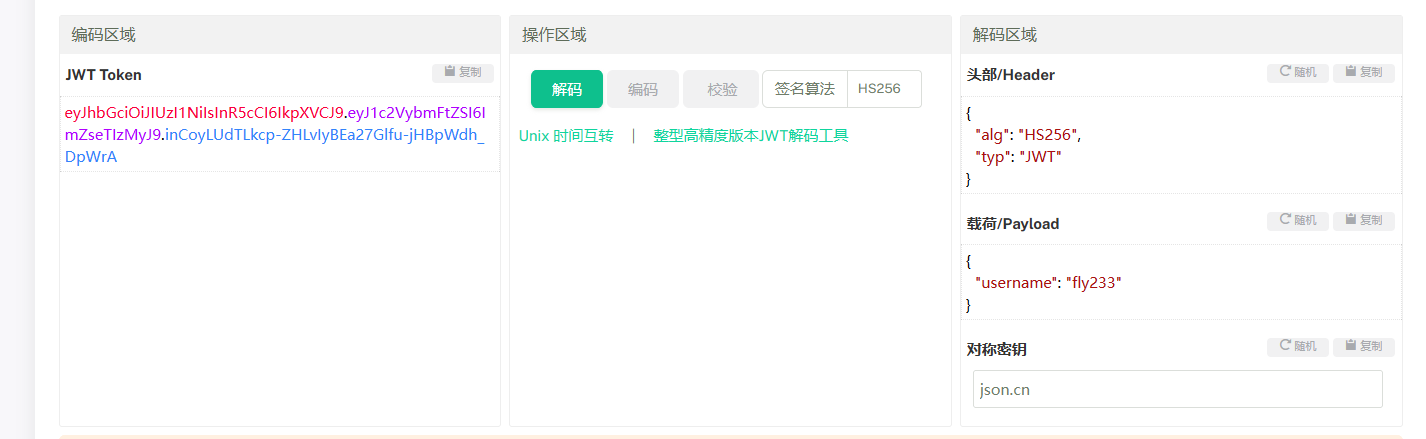 编码区域
JWT Token
复制
eyJhbGciOiJIUzI1NiIsInR5cCI6IkpXVCJ9.eyJ1c2VybmFtZSI6I
mZseTIzMyJ9.inCoyLUdTLkcp-ZHLvIyBEa27Glfu-jHBpWdh_
DpWrA
操作区域
解码
编码
校验
签名算法
HS256
Unix 时间互转 | 整型高精度版本JWT解码工具
解码区域
头部/Header
随机
复制
{
"alg": "HS256",
"typ": "JWT"
}
载荷/Payload
随机
复制
{
"username": "fly233"
}
对称密钥
随机
复制
json.cn